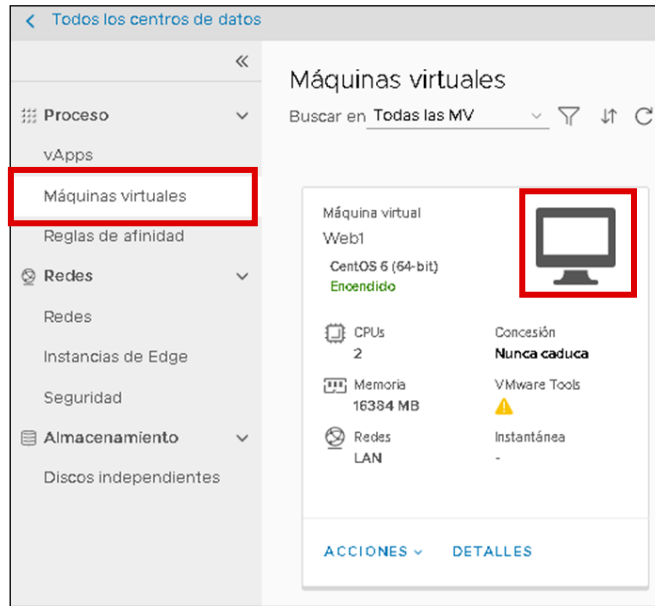 Todos los centros de datos
Proceso
vApps
Máquinas virtuales
Reglas de afinidad
Redes
Redes
Instancias de Edge
Seguridad
Almacenamiento
Discos independientes
Máquinas virtuales
Buscar en Todas las MV
Máquina virtual
Web1
CentOS 6 (64-bit)
Encendido
CPUs
2
Concesión
Nunca caduca
Memoria
16384 MB
VMware Tools
Redes
LAN
Instantánea
-
ACCIONES DETALLES